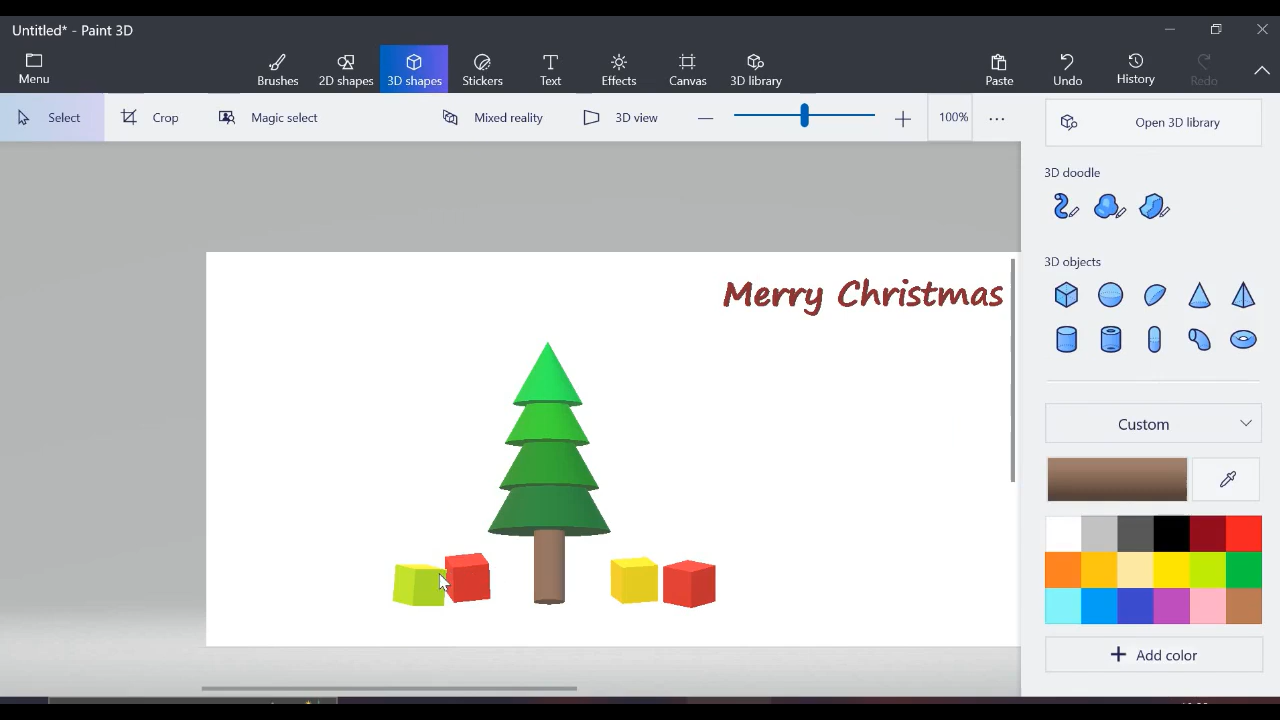 Untitled* - Paint 3D
Menu
Brushes
2D shapes
3D shapes
Stickers
Text
Effects
Canvas
3D library
Paste
Undo
History
Redo
Select
Crop
Magic select
Mixed reality
3D view
100%
Open 3D library
3D doodle
3D objects
Merry Christmas
Custom
Add color